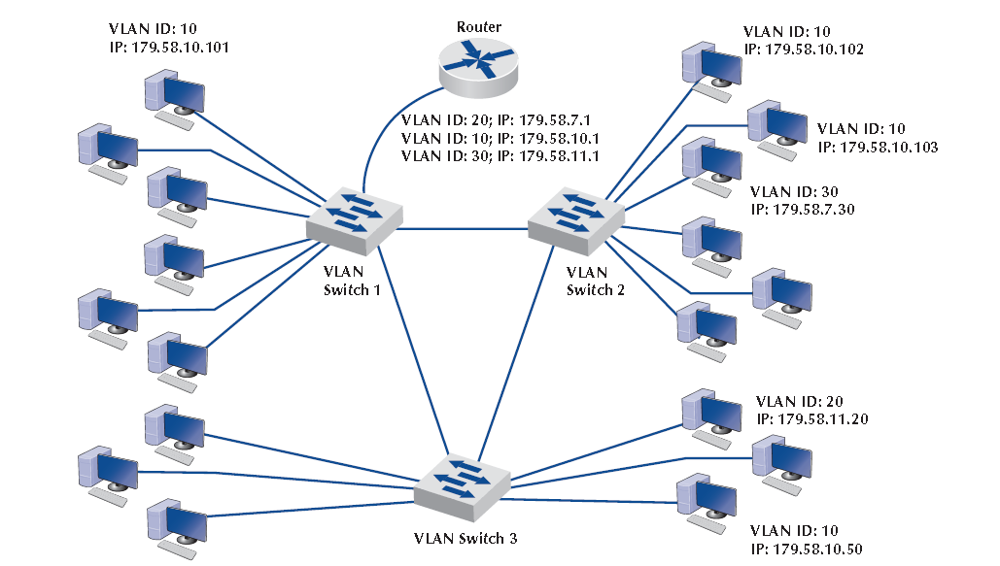 VLAN ID: 10
IP: 179.58.10.101
Router
VLAN ID: 10
IP: 179.58.10.102
VLAN ID: 20; IP: 179.58.7.1
VLAN ID: 10; IP: 179.58.10.1
VLAN ID: 30; IP: 179.58.11.1
VLAN ID: 10
IP: 179.58.10.103
VLAN ID: 30
IP: 179.58.7.30
VLAN
Switch 1
VLAN
Switch 2
VLAN ID: 20
IP: 179.58.11.20
VLAN Switch 3
VLAN ID: 10
IP: 179.58.10.50